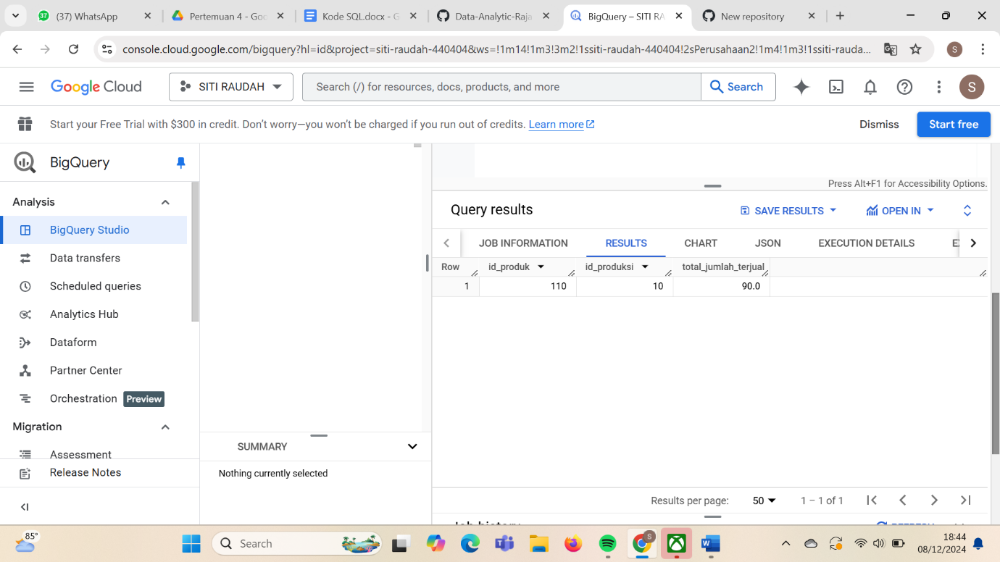 (37) WhatsApp
Pertemuan 4 - Goo
Kode SQL.docx - G
Data-Analytic-Raja
BigQuery – SITI RA
New repository
console.cloud.google.com/bigquery?hl=id&project=siti-raudah-440404&ws=!1m14!1m3!3m2!1ssiti-raudah-440404!2sPerusahaan2!1m4!1m3!1ssiti-rauda...
S
Google Cloud
SITI RAUDAH
Search (/) for resources, docs, products, and more
Search
S
Start your Free Trial with $300 in credit. Don't worry—you won't be charged if you run out of credits. Learn more
Dismiss
Start free
BigQuery
Analysis
BigQuery Studio
Data transfers
Scheduled queries
Analytics Hub
Dataform
Partner Center
Orchestration Preview
Migration
Assessment
Release Notes
SUMMARY
Nothing currently selected
Press Alt+F1 for Accessibility Options.
Query results
SAVE RESULTS
OPEN IN
JOB INFORMATION
RESULTS
CHART
JSON
EXECUTION DETAILS
Row id_produk id_produksi total_jumlah_terjual
1 110 10 90.0
Results per page: 50 1 – 1 of 1
Job history
REFRESH
85°
Search
S
18:44
08/12/2024